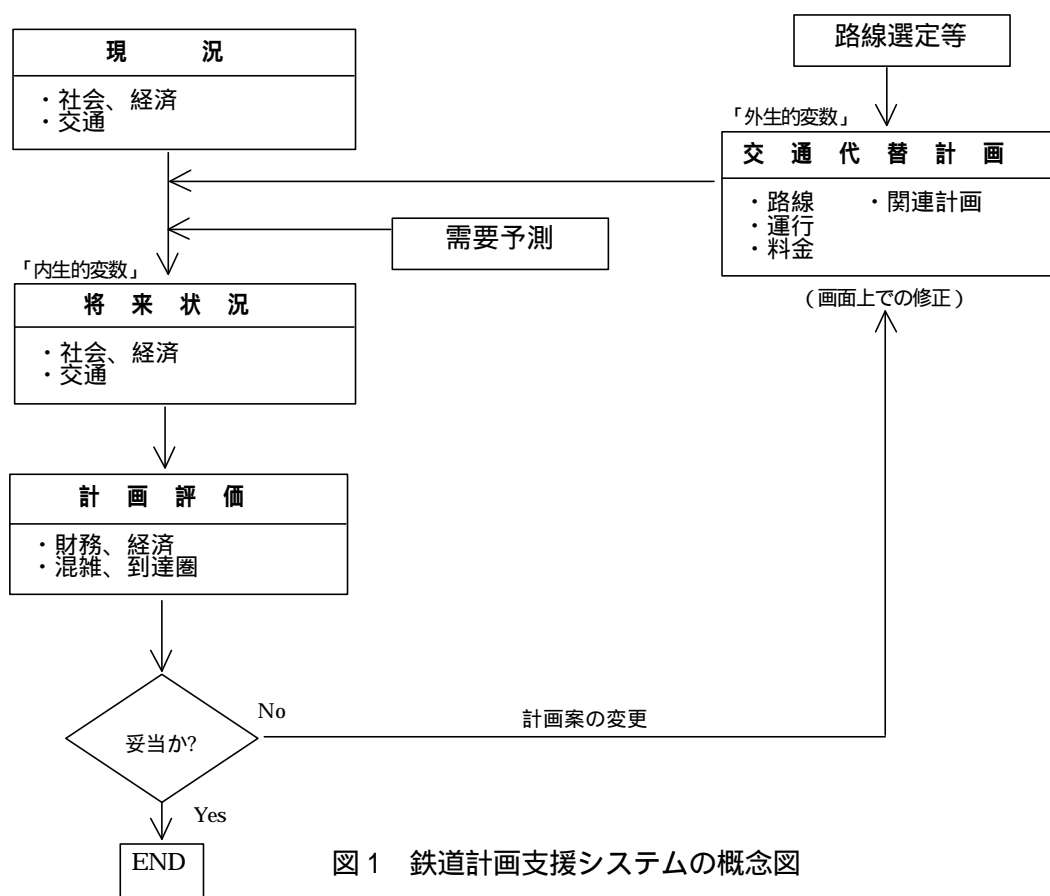 現 況
・社会、経済
・交通
路線選定等
「外生的変数」
交 通 代 替 計 画
・路線 ・関連計画
・運行
・料金
(画面上での修正)
需要予測
「内生的変数」
将 来 状 況
・社会、経済
・交通
計 画 評 価
・財務、経済
・混雑、到達圏
妥当か?
No
計画案の変更
Yes
END
図1 鉄道計画支援システムの概念図